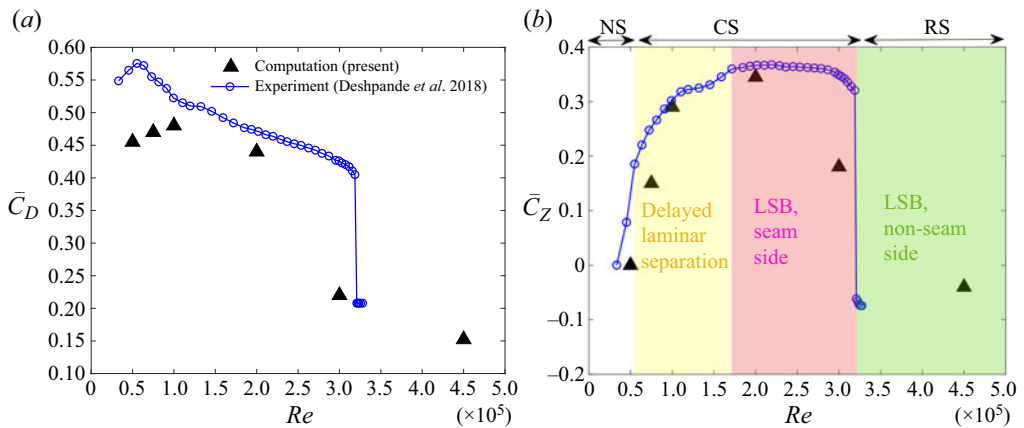 (a)
0.60
0.55
0.50
0.45
0.40
C̄_D
0.35
0.30
0.25
0.20
0.15
0.10
Computation (present)
Experiment (Deshpande et al. 2018)
0 0.5 1.0 1.5 2.0 2.5 3.0 3.5 4.0 4.5 5.0
Re (×10⁵)
(b)
NS CS RS
0.4
0.3
0.2
C̄_Z
0.1
0
−0.1
−0.2
Delayed
laminar
separation
LSB,
seam
side
LSB,
non-seam
side
0 0.5 1.0 1.5 2.0 2.5 3.0 3.5 4.0 4.5 5.0
Re (×10⁵)